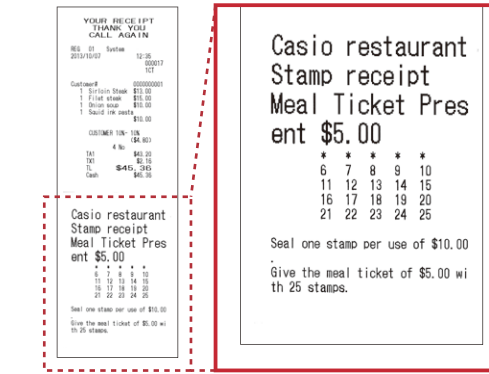 YOUR RECEIPT
THANK YOU
CALL AGAIN
REG 01 System
2013/10/07 12:35
000017
1CT
Customer# 0000000001
1 Sirloin Steak $13.00
1 Filet steak $15.00
1 Onion soup $10.00
1 Squid ink pasta
$10.00
CUSTOMER 10% 10%
($4.80)
4 No
TA1 $43.20
TX1 $2.16
TL $45.36
Cash $45.36
Casio restaurant
Stamp receipt
Meal Ticket Pres
ent $5.00
* * * * *
6 7 8 9 10
11 12 13 14 15
16 17 18 19 20
21 22 23 24 25
Seal one stamp per use of $10.00
.
Give the meal ticket of $5.00 wi
th 25 stamps.
Casio restaurant
Stamp receipt
Meal Ticket Pres
ent $5.00
* * * * *
6 7 8 9 10
11 12 13 14 15
16 17 18 19 20
21 22 23 24 25
Seal one stamp per use of $10.00
.
Give the meal ticket of $5.00 wi
th 25 stamps.